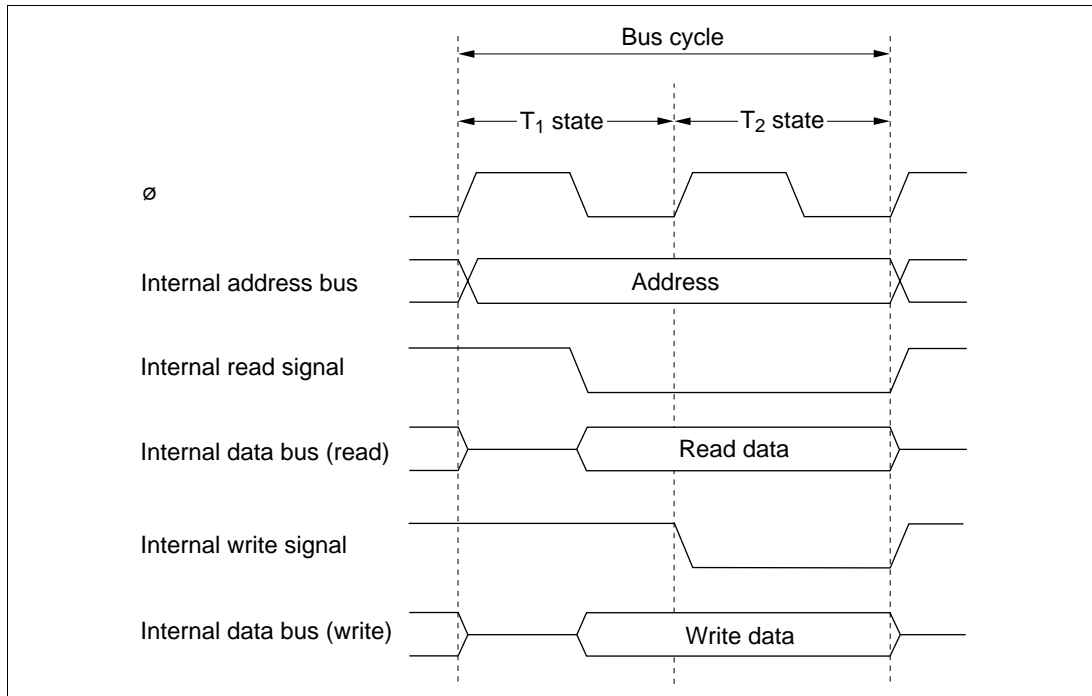 Bus cycle
T₁ state
T₂ state
ø
Internal address bus
Address
Internal read signal
Internal data bus (read)
Read data
Internal write signal
Internal data bus (write)
Write data